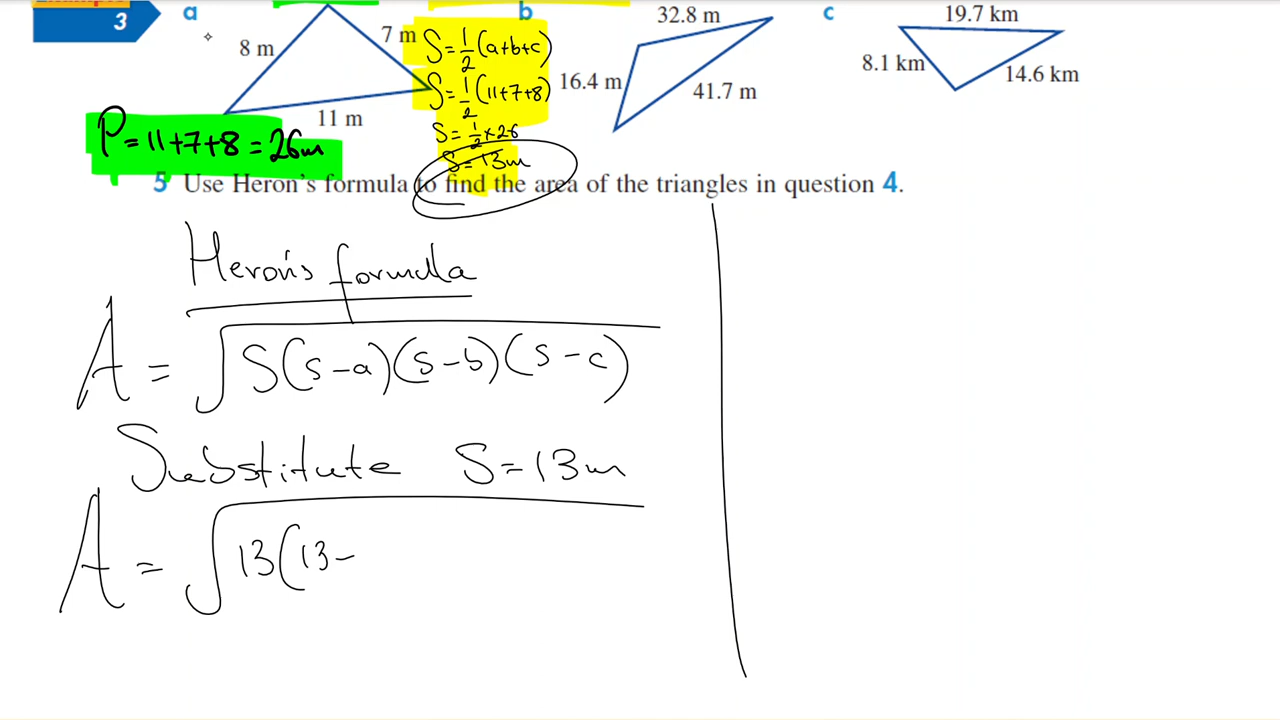 3
a
8 m
7 m
11 m
P=11+7+8=26m
S=1/2(a+b+c)
S=1/2(11+7+8)
S=1/2×26
S=13m
b
32.8 m
16.4 m
41.7 m
c
19.7 km
8.1 km
14.6 km
5 Use Heron's formula to find the area of the triangles in question 4.
Heron's formula
A = √S(s-a)(s-b)(s-c)
Substitute S=13m
A = √13(13-